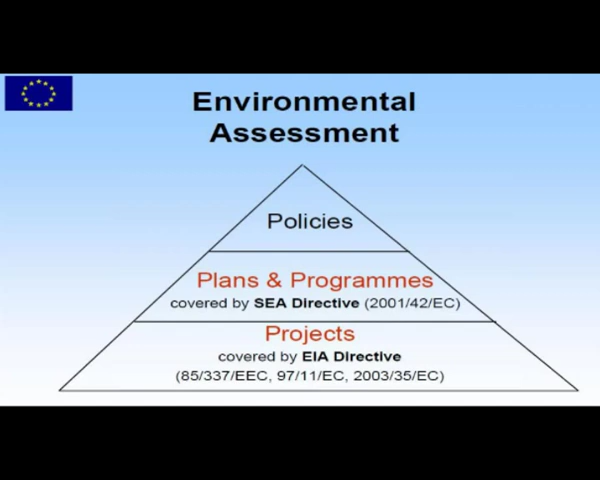 Environmental
Assessment
Policies
Plans & Programmes
covered by SEA Directive (2001/42/EC)
Projects
covered by EIA Directive
(85/337/EEC, 97/11/EC, 2003/35/EC)